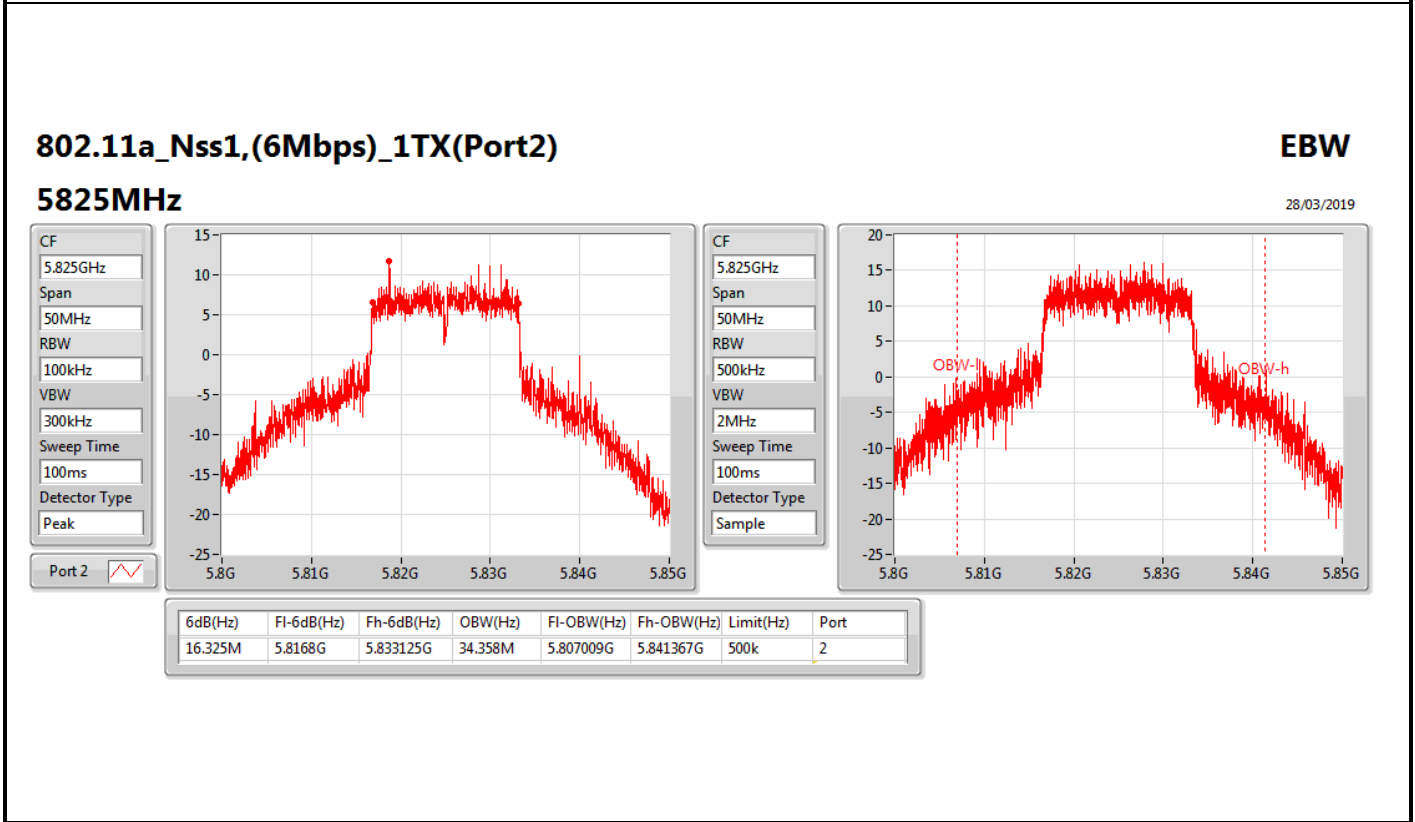 802.11a_Nss1,(6Mbps)_1TX(Port2) EBW
5825MHz 28/03/2019
CF
5.825GHz
Span
50MHz
RBW
100kHz
VBW
300kHz
Sweep Time
100ms
Detector Type
Peak
Port 2
15
10
5
0
-5
-10
-15
-20
-25
5.8G 5.81G 5.82G 5.83G 5.84G 5.85G
CF
5.825GHz
Span
50MHz
RBW
500kHz
VBW
2MHz
Sweep Time
100ms
Detector Type
Sample
20
15
10
5
0
-5
-10
-15
-20
-25
OBW-l OBW-h
5.8G 5.81G 5.82G 5.83G 5.84G 5.85G
6dB(Hz) Fl-6dB(Hz) Fh-6dB(Hz) OBW(Hz) Fl-OBW(Hz) Fh-OBW(Hz) Limit(Hz) Port
16.325M 5.8168G 5.833125G 34.358M 5.807009G 5.841367G 500k 2